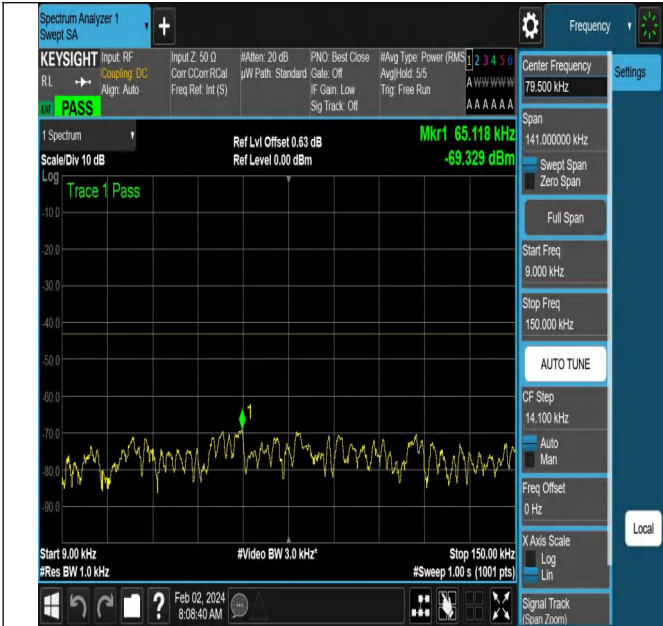 Spectrum Analyzer 1
Swept SA
+
Frequency
KEYSIGHT
RL
PASS
Input: RF
Coupling: DC
Align: Auto
Input Z: 50 Ω
Corr CCorr RCal
Freq Ref: Int (S)
#Atten: 20 dB
µW Path: Standard
PNO: Best Close
Gate: Off
IF Gain: Low
Sig Track: Off
#Avg Type: Power (RMS
Avg|Hold: 5/5
Trig: Free Run
1 2 3 4 5 6
A W W W W W
A A A A A A
1 Spectrum
Scale/Div 10 dB
Ref Lvl Offset 0.63 dB
Ref Level 0.00 dBm
Mkr1 65.118 kHz
-69.329 dBm
Log
Trace 1 Pass
-10.0
-20.0
-30.0
-40.0
-50.0
-60.0
-70.0
-80.0
-90.0
1
Start 9.00 kHz
#Res BW 1.0 kHz
#Video BW 3.0 kHz*
Stop 150.00 kHz
#Sweep 1.00 s (1001 pts)
?
Feb 02, 2024
8:08:40 AM
Center Frequency
79.500 kHz
Settings
Span
141.000000 kHz
Swept Span
Zero Span
Full Span
Start Freq
9.000 kHz
Stop Freq
150.000 kHz
AUTO TUNE
CF Step
14.100 kHz
Auto
Man
Freq Offset
0 Hz
X Axis Scale
Log
Lin
Local
Signal Track
(Span Zoom)